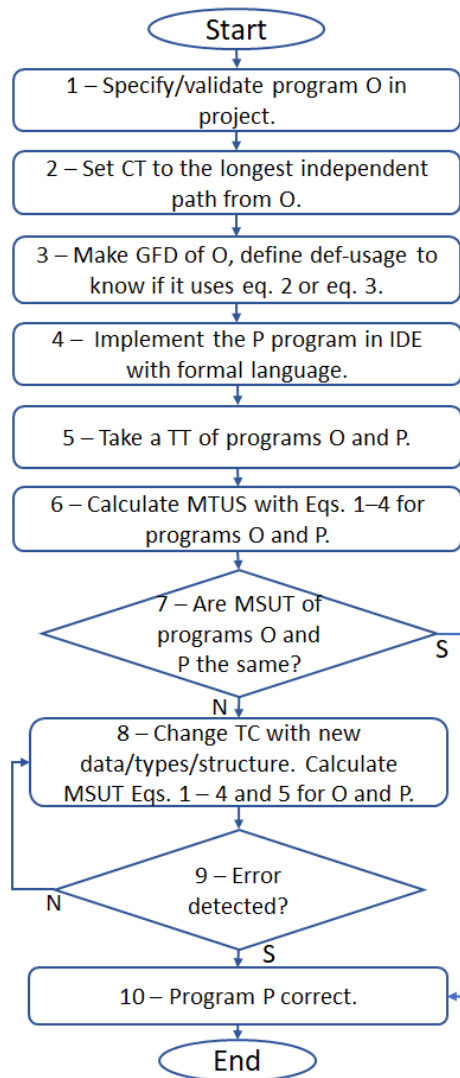 Start
1 – Specify/validate program O in
project.
2 – Set CT to the longest independent
path from O.
3 – Make GFD of O, define def-usage to
know if it uses eq. 2 or eq. 3.
4 – Implement the P program in IDE
with formal language.
5 – Take a TT of programs O and P.
6 – Calculate MTUS with Eqs. 1–4 for
programs O and P.
7 – Are MSUT of
programs O and
P the same?
S
N
8 – Change TC with new
data/types/structure. Calculate
MSUT Eqs. 1 – 4 and 5 for O and P.
9 – Error
detected?
N
S
10 – Program P correct.
End